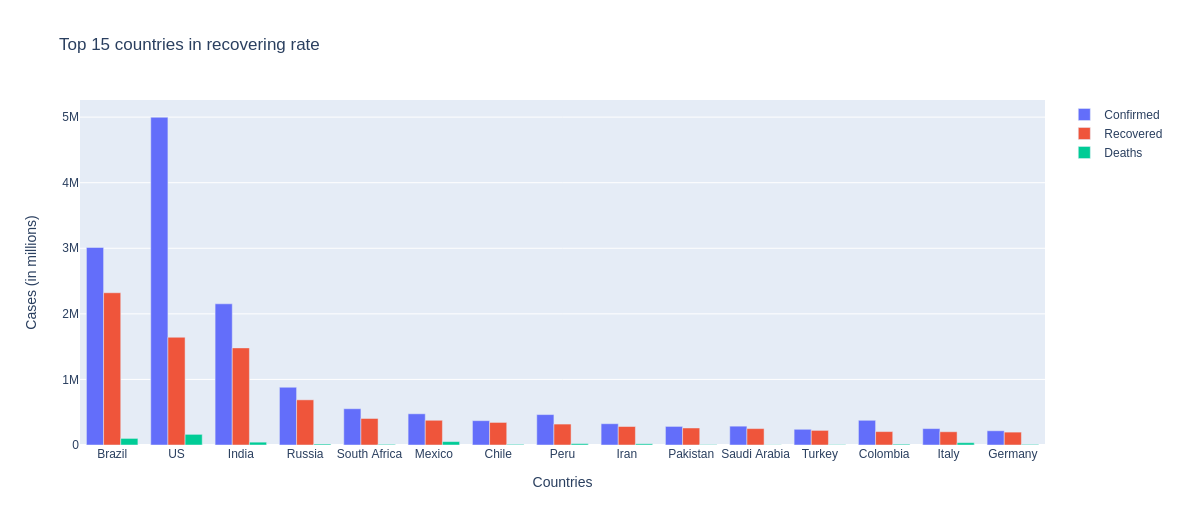 Top 15 countries in recovering rate
Confirmed
Recovered
Deaths
Cases (in millions)
5M
4M
3M
2M
1M
0
Brazil US India Russia South Africa Mexico Chile Peru Iran Pakistan Saudi Arabia Turkey Colombia Italy Germany
Countries